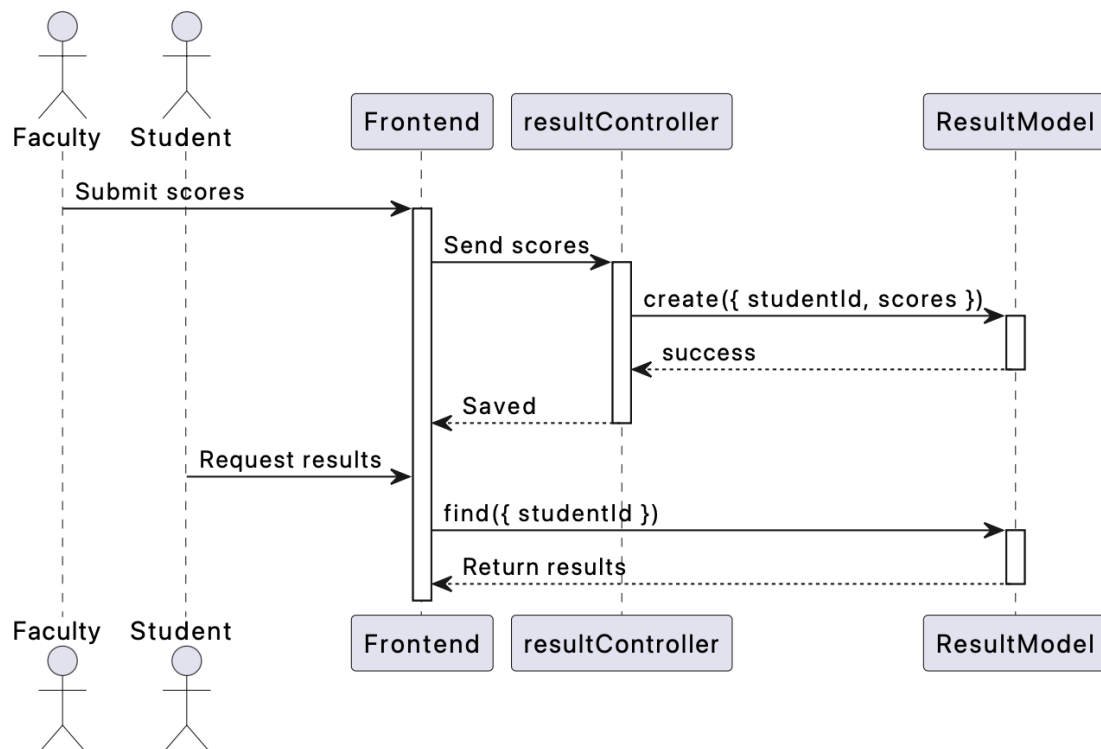 Faculty Student
Frontend resultController ResultModel
Submit scores
Send scores
create({ studentId, scores })
success
Saved
Request results
find({ studentId })
Return results
Faculty Student
Frontend resultController ResultModel